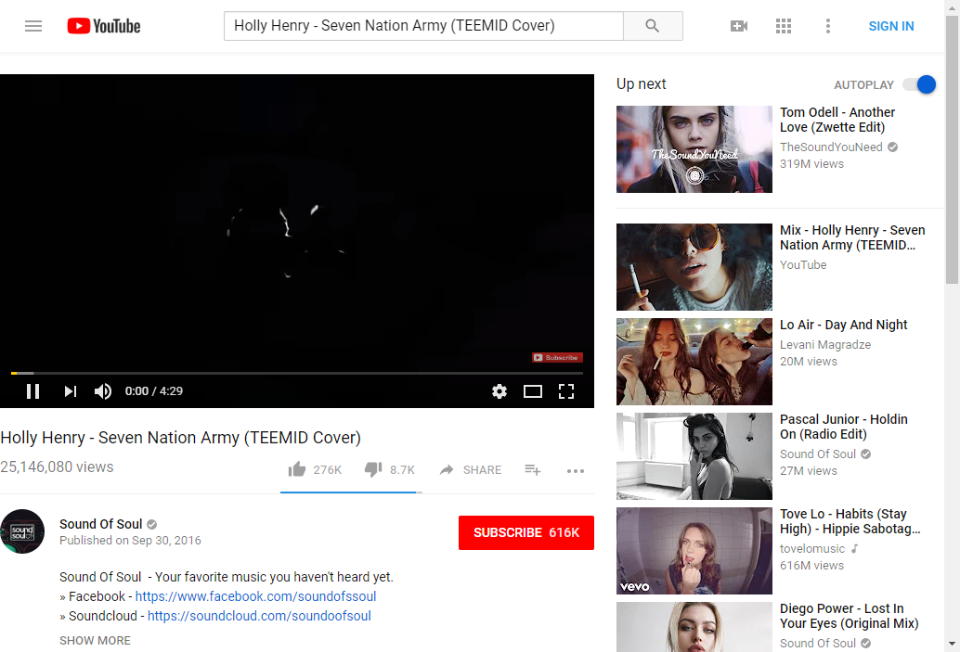 YouTube
Holly Henry - Seven Nation Army (TEEMID Cover)
SIGN IN
Subscribe
0:00 / 4:29
Holly Henry - Seven Nation Army (TEEMID Cover)
25,146,080 views
276K
8.7K
SHARE
sound of soul
Sound Of Soul
Published on Sep 30, 2016
SUBSCRIBE 616K
Sound Of Soul - Your favorite music you haven't heard yet.
» Facebook - https://www.facebook.com/soundofssoul
» Soundcloud - https://soundcloud.com/soundoofsoul
SHOW MORE
Up next
AUTOPLAY
TheSoundYouNeed
Tom Odell - Another
Love (Zwette Edit)
TheSoundYouNeed
319M views
Mix - Holly Henry - Seven
Nation Army (TEEMID...
YouTube
Lo Air - Day And Night
Levani Magradze
20M views
Pascal Junior - Holdin
On (Radio Edit)
Sound Of Soul
27M views
vevo
Tove Lo - Habits (Stay
High) - Hippie Sabotag...
tovelomusic
616M views
Diego Power - Lost In
Your Eyes (Original Mix)
Sound Of Soul